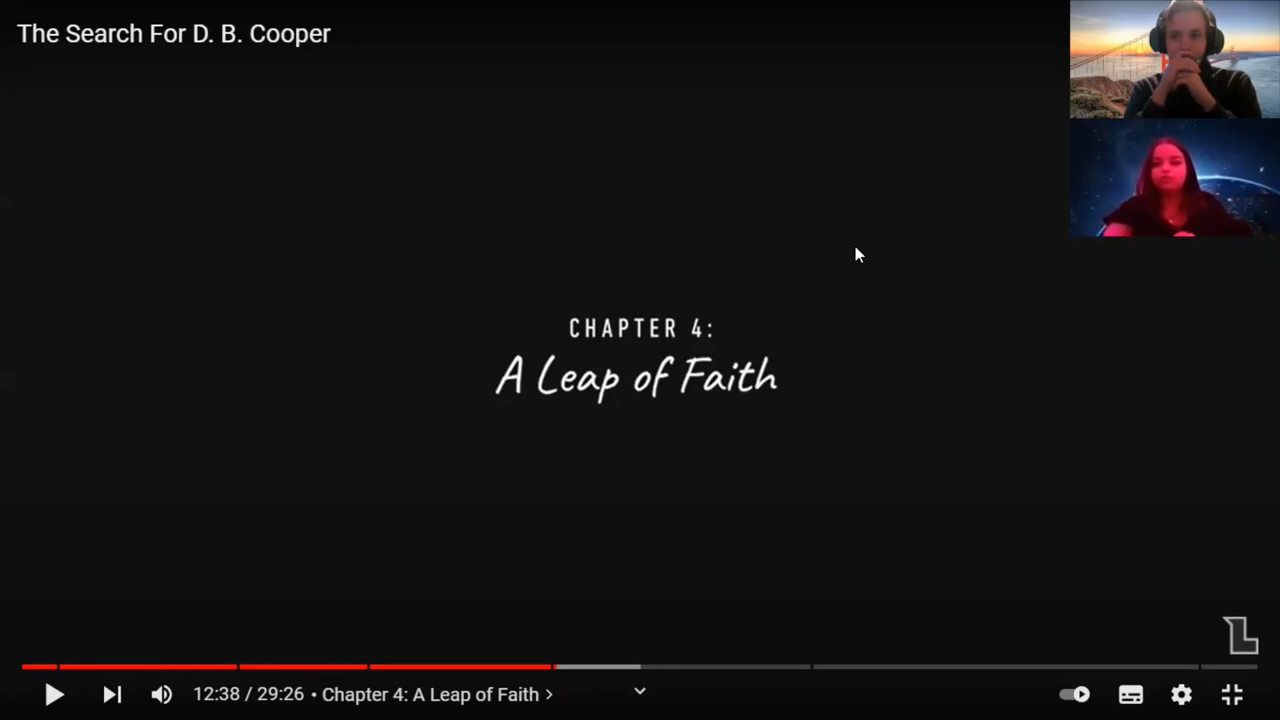 The Search For D. B. Cooper
CHAPTER 4:
A Leap of Faith
12:38 / 29:26 • Chapter 4: A Leap of Faith >